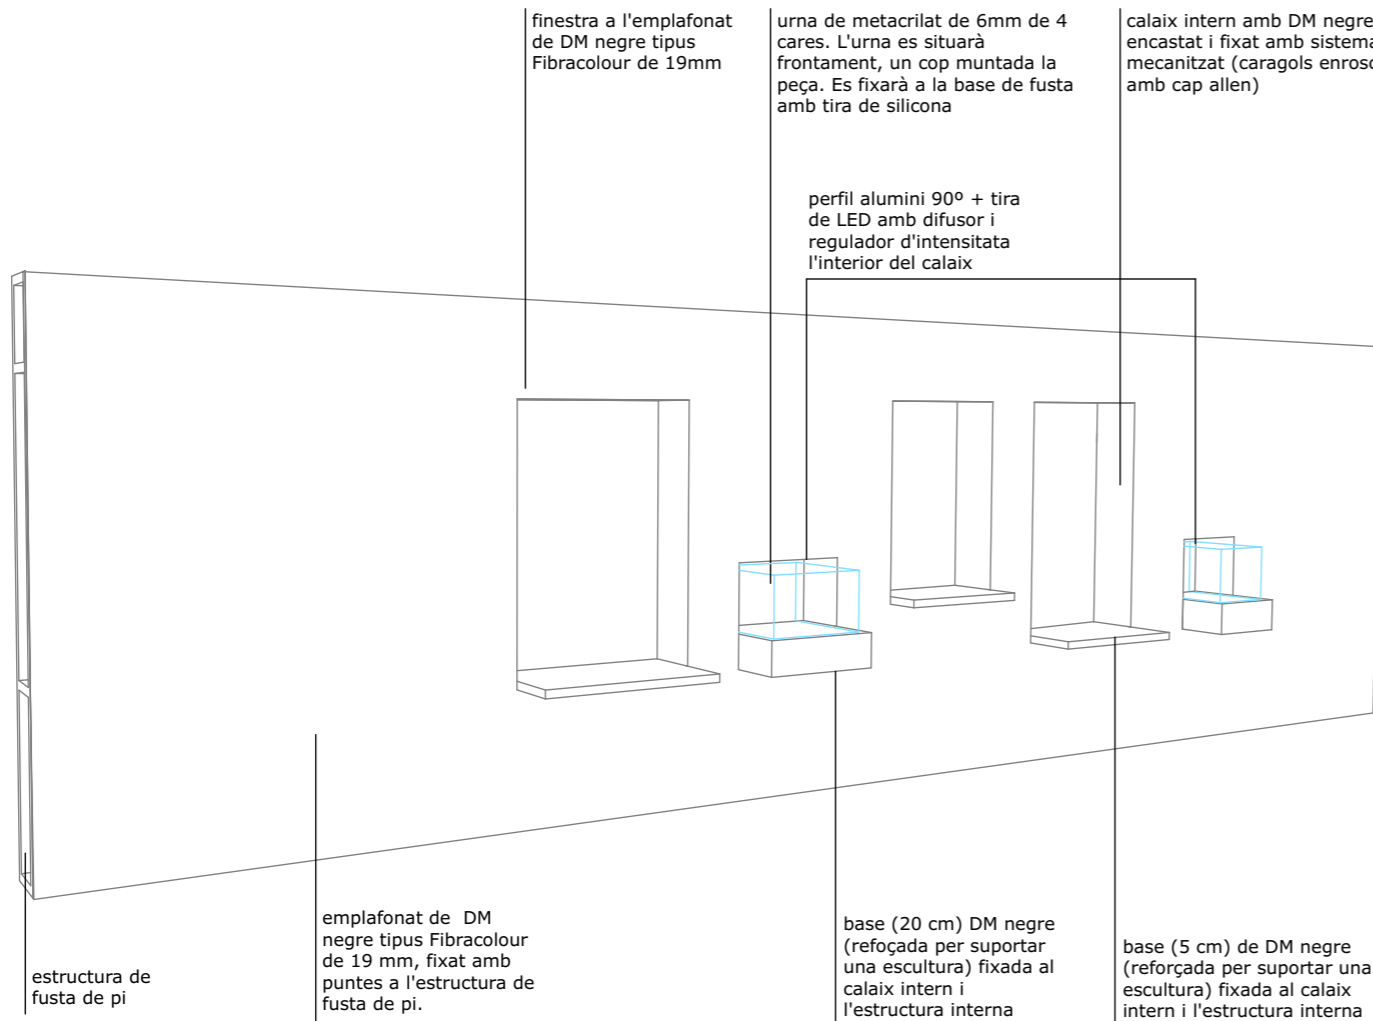 finestra a l'emplafonat
de DM negre tipus
Fibracolour de 19mm
urna de metacrilat de 6mm de 4
cares. L'urna es situarà
frontament, un cop muntada la
peça. Es fixarà a la base de fusta
amb tira de silicona
calaix intern amb DM negre
encastat i fixat amb
mecanitzat (caragols
amb cap allen)
perfil alumini 90º + tira
de LED amb difusor i
regulador d'intensitata
l'interior del calaix
estructura de
fusta de pi
emplafonat de DM
negre tipus Fibracolour
de 19 mm, fixat amb
puntes a l'estructura de
fusta de pi.
base (20 cm) DM negre
(refoçada per suportar
una escultura) fixada al
calaix intern i
l'estructura interna
base (5 cm) de DM negre
(reforçada per suportar una
escultura) fixada al calaix
intern i l'estructura interna